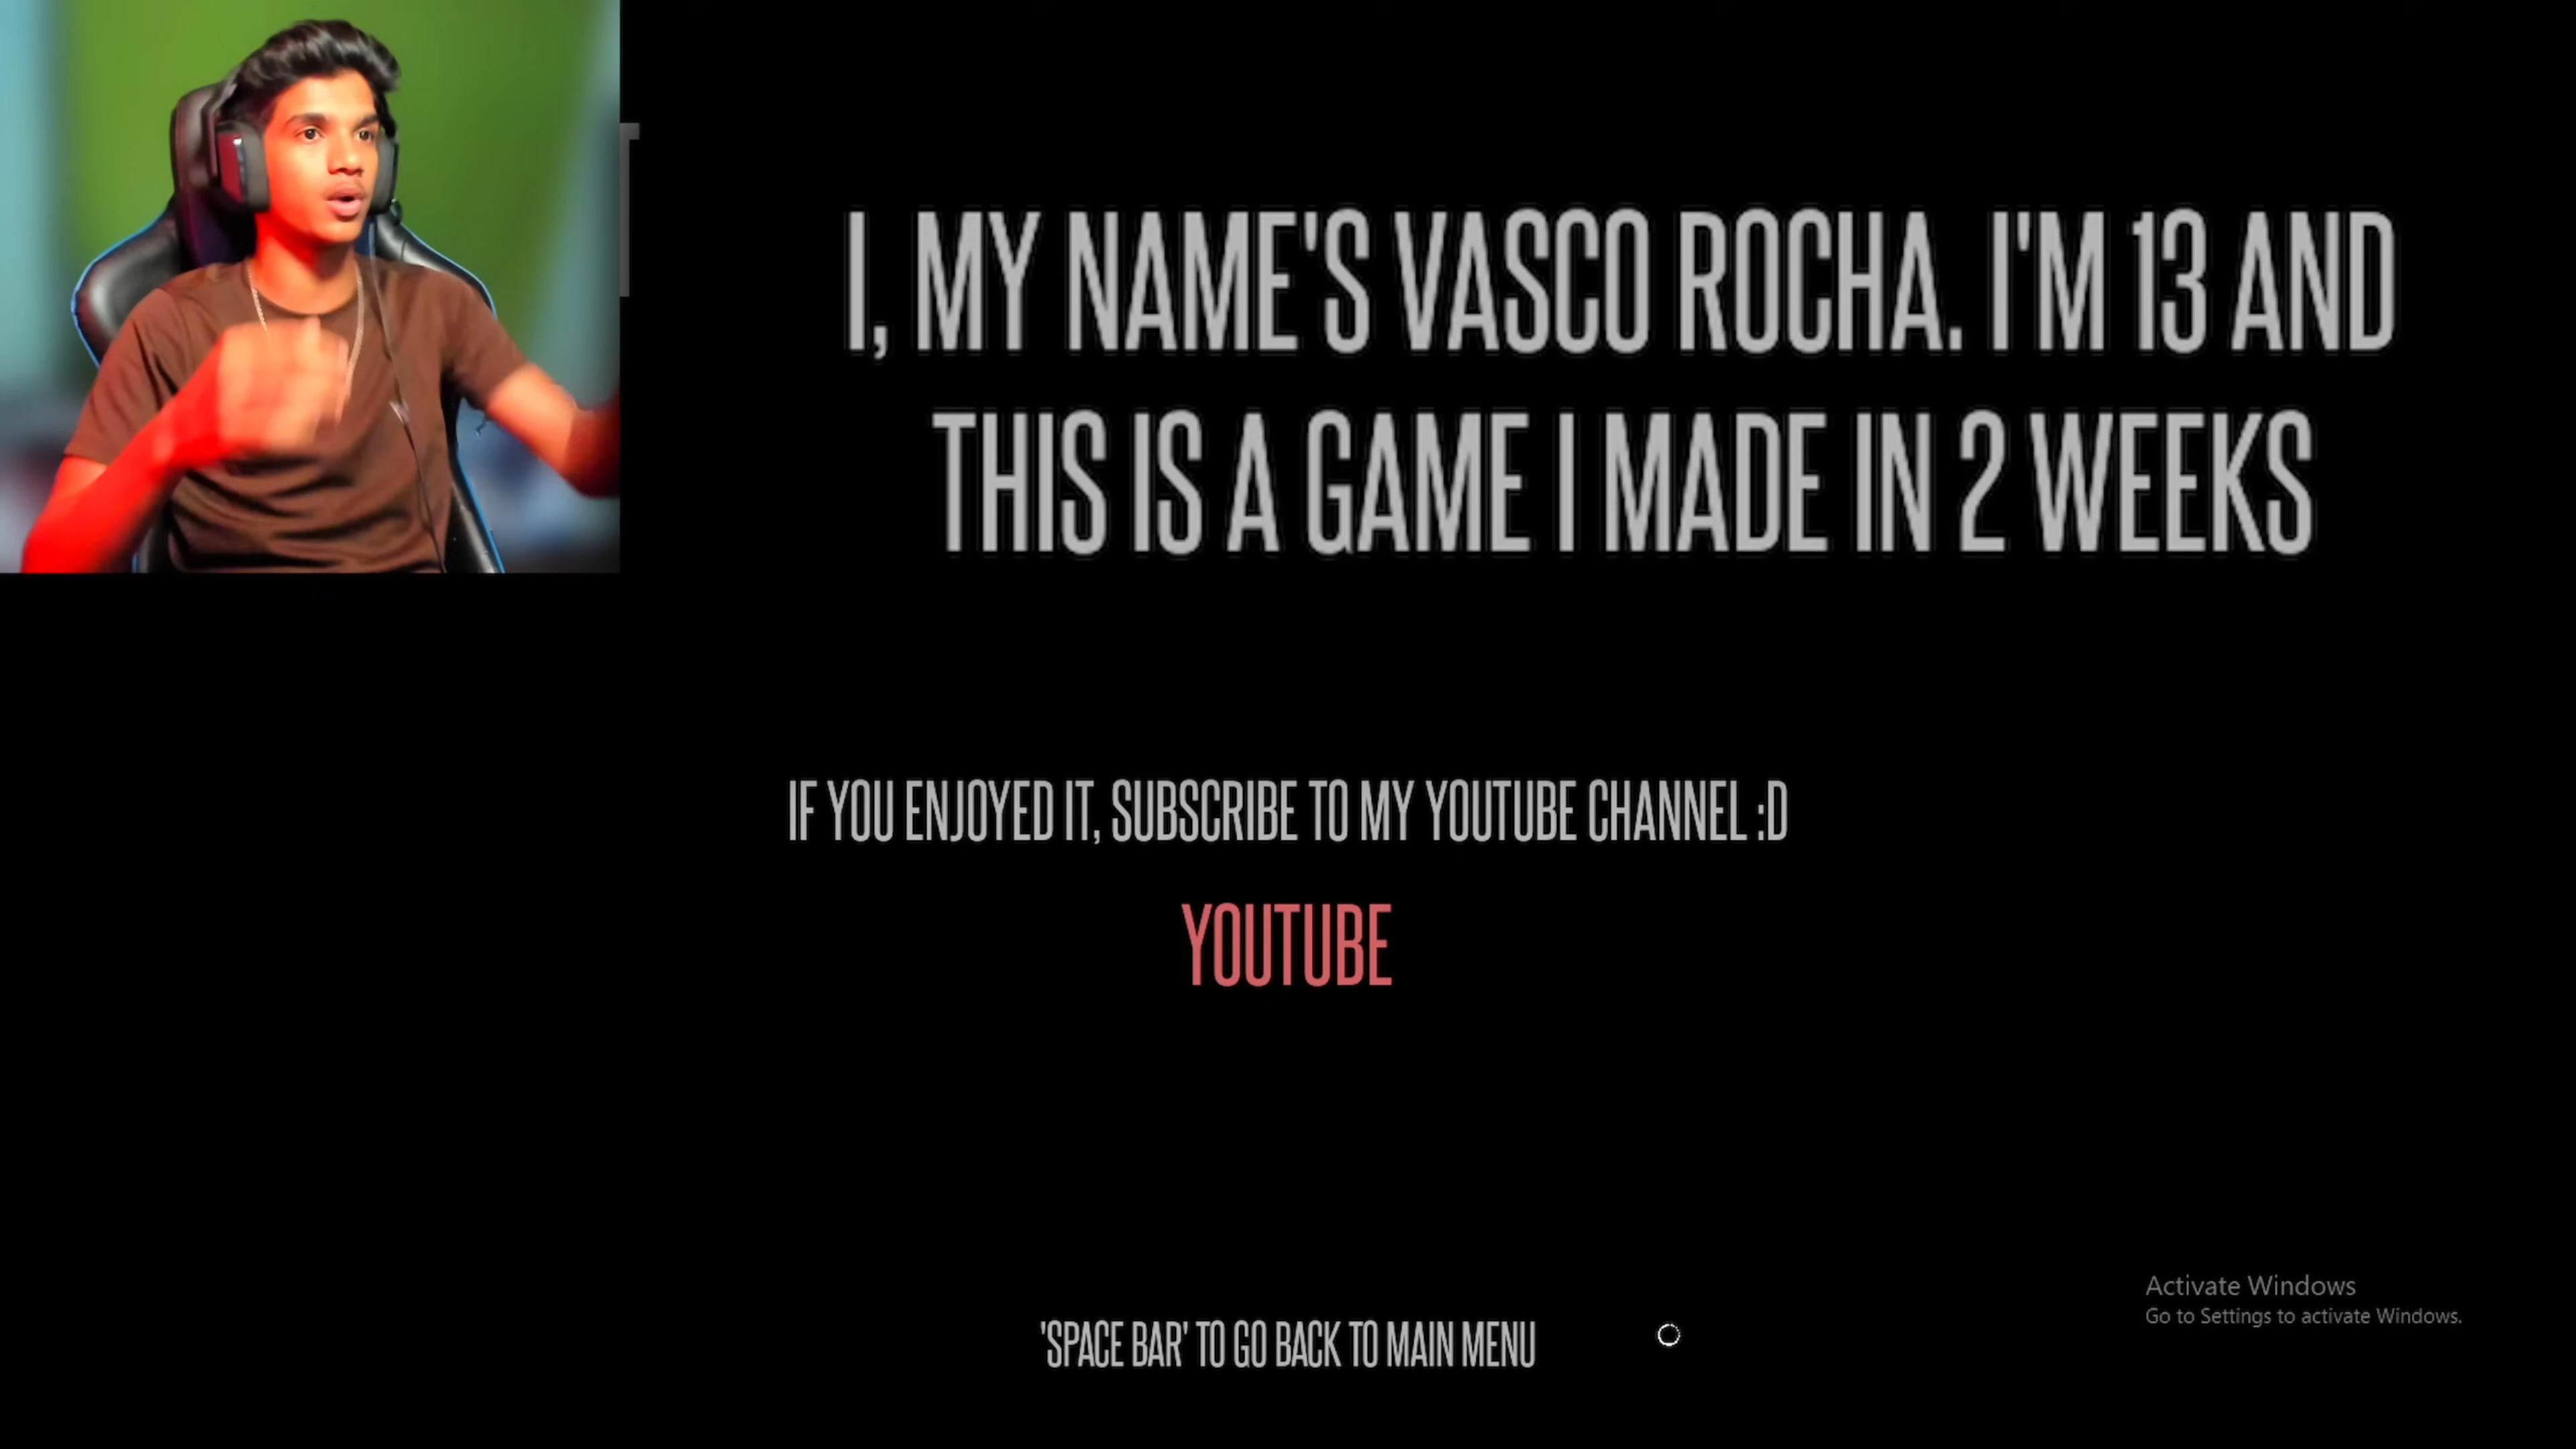 I, MY NAME'S VASCO ROCHA. I'M 13 AND
THIS IS A GAME I MADE IN 2 WEEKS
IF YOU ENJOYED IT, SUBSCRIBE TO MY YOUTUBE CHANNEL :D
YOUTUBE
'SPACE BAR' TO GO BACK TO MAIN MENU
Activate Windows
Go to Settings to activate Windows.